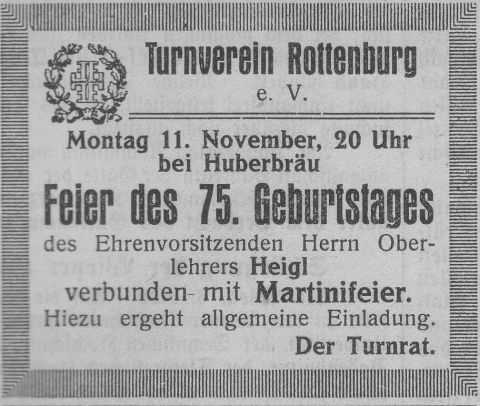 Turnverein Rottenburg
e. V.
Montag 11. November, 20 Uhr
bei Huberbräu
Feier des 75. Geburtstages
des Ehrenvorsitzenden Herrn Ober-
lehrers Heigl
verbunden mit Martinifeier.
Hiezu ergeht allgemeine Einladung.
Der Turnrat.